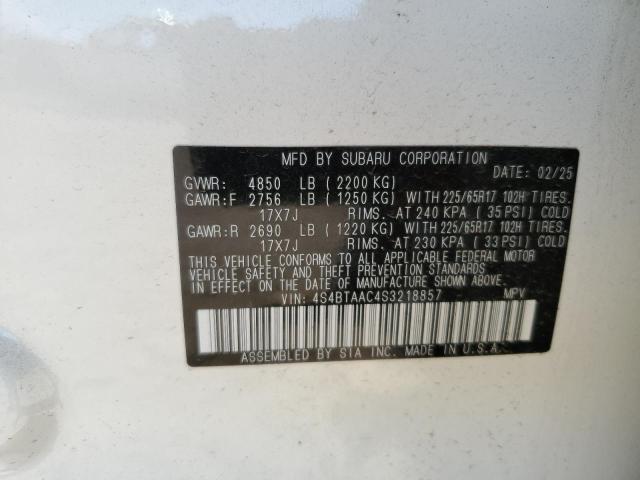 MFD BY SUBARU CORPORATION DATE: 02/25
GVWR: 4850 LB (2200 KG)
GAWR:F 2756 LB (1250 KG) WITH 225/65R17 102H TIRES.
17X7J RIMS. AT 240 KPA (35 PSI) COLD
GAWR:R 2690 LB (1220 KG) WITH 225/65R17 102H TIRES.
17X7J RIMS. AT 230 KPA (33 PSI) COLD
THIS VEHICLE CONFORMS TO ALL APPLICABLE FEDERAL MOTOR
VEHICLE SAFETY AND THEFT PREVENTION STANDARDS
IN EFFECT ON THE DATE OF MANUFACTURE SHOWN ABOVE.
VIN: 4S4BTAAC4S3218857 MPV
ASSEMBLED BY SIA INC. MADE IN U.S.A.